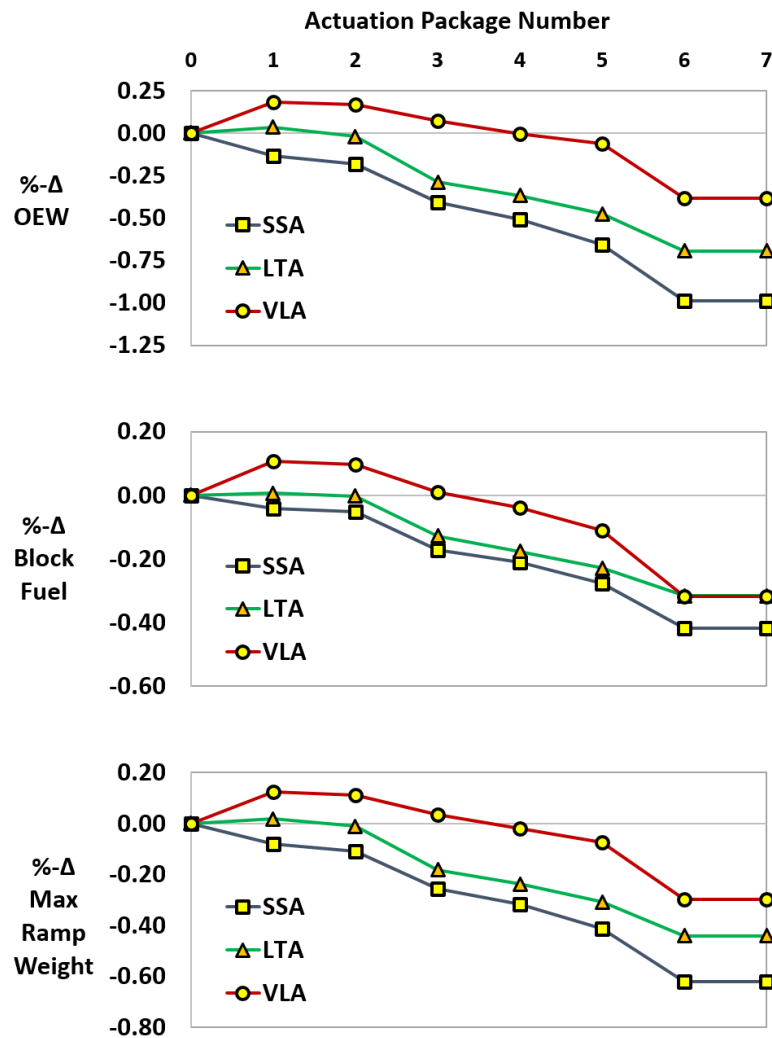 Actuation Package Number
0 1 2 3 4 5 6 7
0.25
0.00
-0.25
-0.50
-0.75
-1.00
-1.25
%-Δ
OEW
SSA
LTA
VLA
0.20
0.00
-0.20
-0.40
-0.60
%-Δ
Block
Fuel
SSA
LTA
VLA
0.20
0.00
-0.20
-0.40
-0.60
-0.80
%-Δ
Max
Ramp
Weight
SSA
LTA
VLA